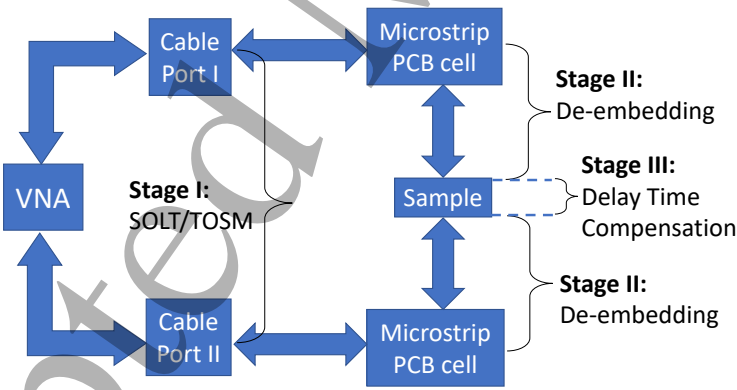 Cable
Port I
Microstrip
PCB cell
Stage II:
De-embedding
VNA
Stage I:
SOLT/TOSM
Sample
Stage III:
Delay Time
Compensation
Stage II:
De-embedding
Cable
Port II
Microstrip
PCB cell